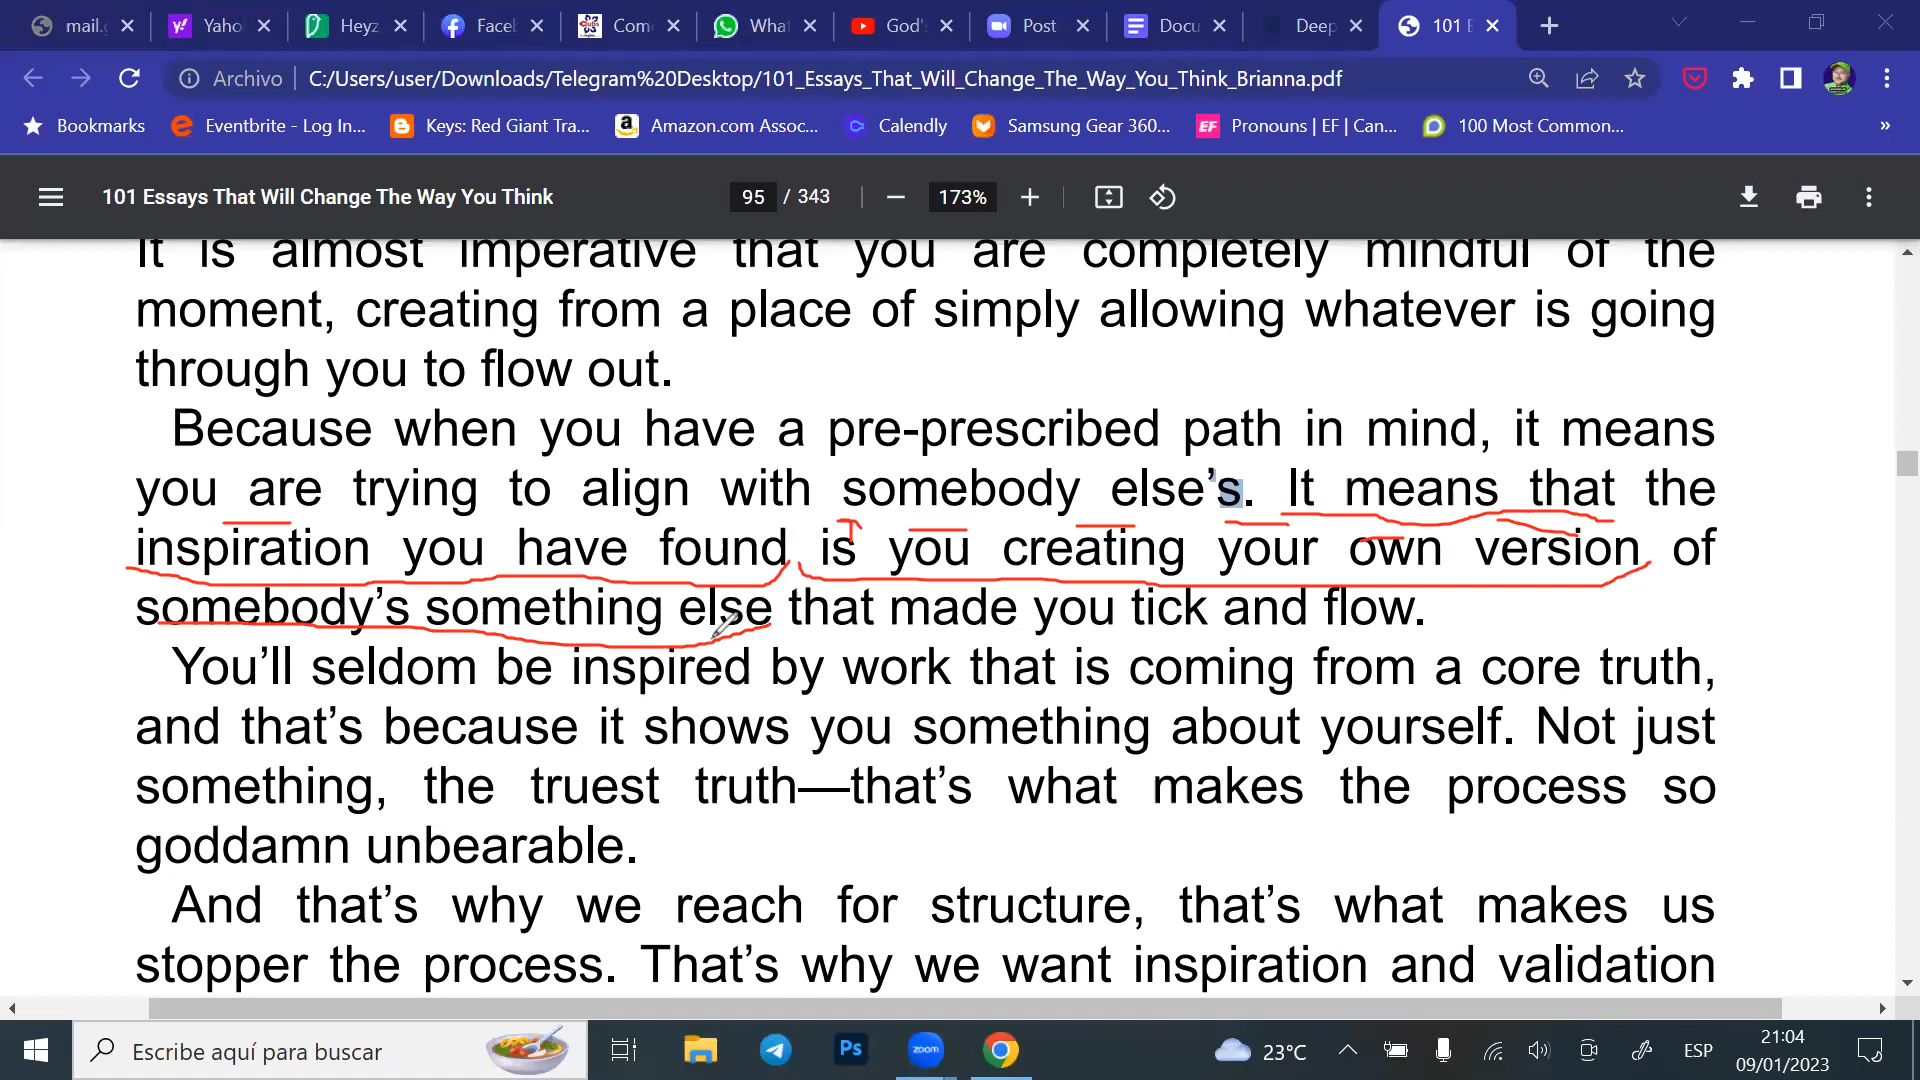 mail.g Yaho Heyz Facel Com What God' Post Docu Deep 101 E
Archivo C:/Users/user/Downloads/Telegram%20Desktop/101_Essays_That_Will_Change_The_Way_You_Think_Brianna.pdf
Bookmarks Eventbrite - Log In... Keys: Red Giant Tra... Amazon.com Assoc... Calendly Samsung Gear 360... EF Pronouns | EF | Can... 100 Most Common... »
101 Essays That Will Change The Way You Think 95 / 343 173%
It is almost imperative that you are completely mindful of the
moment, creating from a place of simply allowing whatever is going
through you to flow out.
Because when you have a pre-prescribed path in mind, it means
you are trying to align with somebody else’s. It means that the
inspiration you have found is you creating your own version of
somebody’s something else that made you tick and flow.
You’ll seldom be inspired by work that is coming from a core truth,
and that’s because it shows you something about yourself. Not just
something, the truest truth—that’s what makes the process so
goddamn unbearable.
And that’s why we reach for structure, that’s what makes us
stopper the process. That’s why we want inspiration and validation
Escribe aquí para buscar Ps zoom 23°C ESP 21:04
09/01/2023